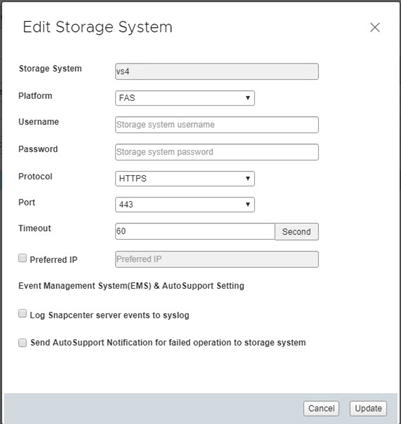 Edit Storage System
Storage System
vs4
Platform
FAS
Username
Storage system username
Password
Storage system password
Protocol
HTTPS
Port
443
Timeout
60
Second
Preferred IP
Preferred IP
Event Management System(EMS) & AutoSupport Setting
Log Snapcenter server events to syslog
Send AutoSupport Notification for failed operation to storage system
Cancel
Update